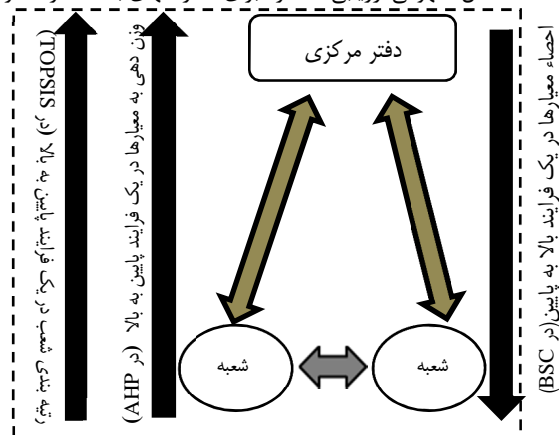 دفتر مرکزی
احصاء معیارها در یک فرایند بالا به پایین(در BSC)
وزن دهی به معیارها در یک فرایند پایین به بالا (در AHP)
رتبه بندی شعب در یک فرایند پایین به بالا (در TOPSIS)
شعبه
شعبه